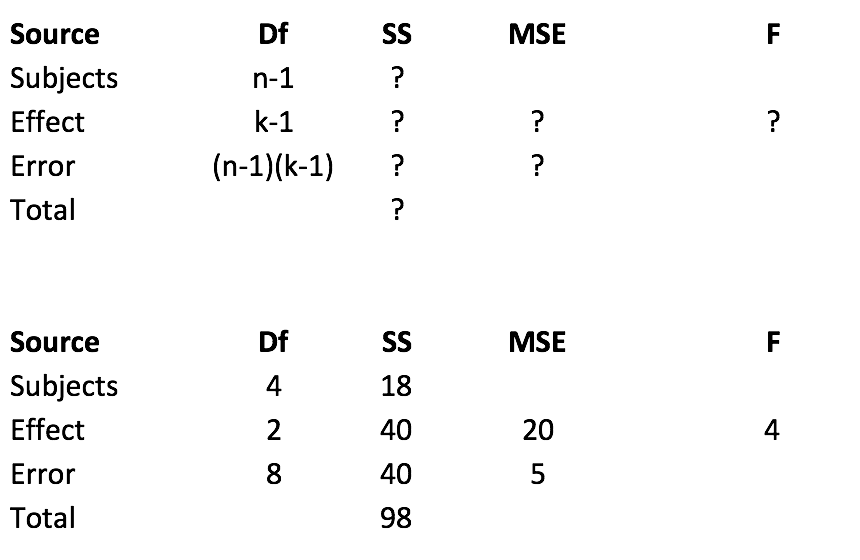 Source Df SS MSE F
Subjects n-1 ?
Effect k-1 ? ? ?
Error (n-1)(k-1) ? ?
Total ?
Source Df SS MSE F
Subjects 4 18
Effect 2 40 20 4
Error 8 40 5
Total 98